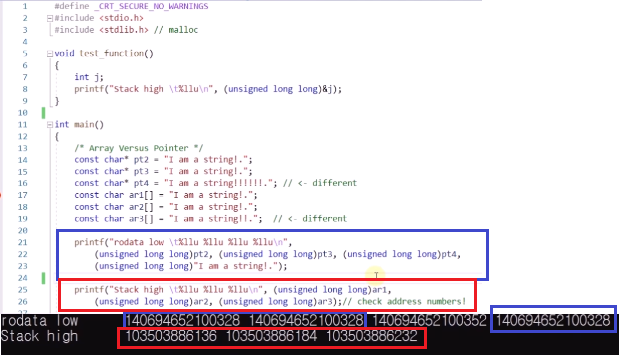 1 #define _CRT_SECURE_NO_WARNINGS
2 #include <stdio.h>
3 #include <stdlib.h> // malloc
4
5 void test_function()
6 {
7 int j;
8 printf("Stack high \t%llu\n", (unsigned long long)&j);
9 }
10
11 int main()
12 {
13 /* Array Versus Pointer */
14 const char* pt2 = "I am a string!.";
15 const char* pt3 = "I am a string!.";
16 const char* pt4 = "I am a string!!!!!!."; // <- different
17 const char ar1[] = "I am a string!.";
18 const char ar2[] = "I am a string!.";
19 const char ar3[] = "I am a string!!."; // <- different
20
21 printf("rodata low \t%llu %llu %llu %llu\n",
22 (unsigned long long)pt2, (unsigned long long)pt3, (unsigned long long)pt4,
23 (unsigned long long)"I am a string!.");
24
25 printf("Stack high \t%llu %llu %llu\n", (unsigned long long)ar1,
26 (unsigned long long)ar2, (unsigned long long)ar3);// check address numbers!
rodata low 140694652100328 140694652100328 140694652100352 140694652100328
Stack high 103503886136 103503886184 103503886232